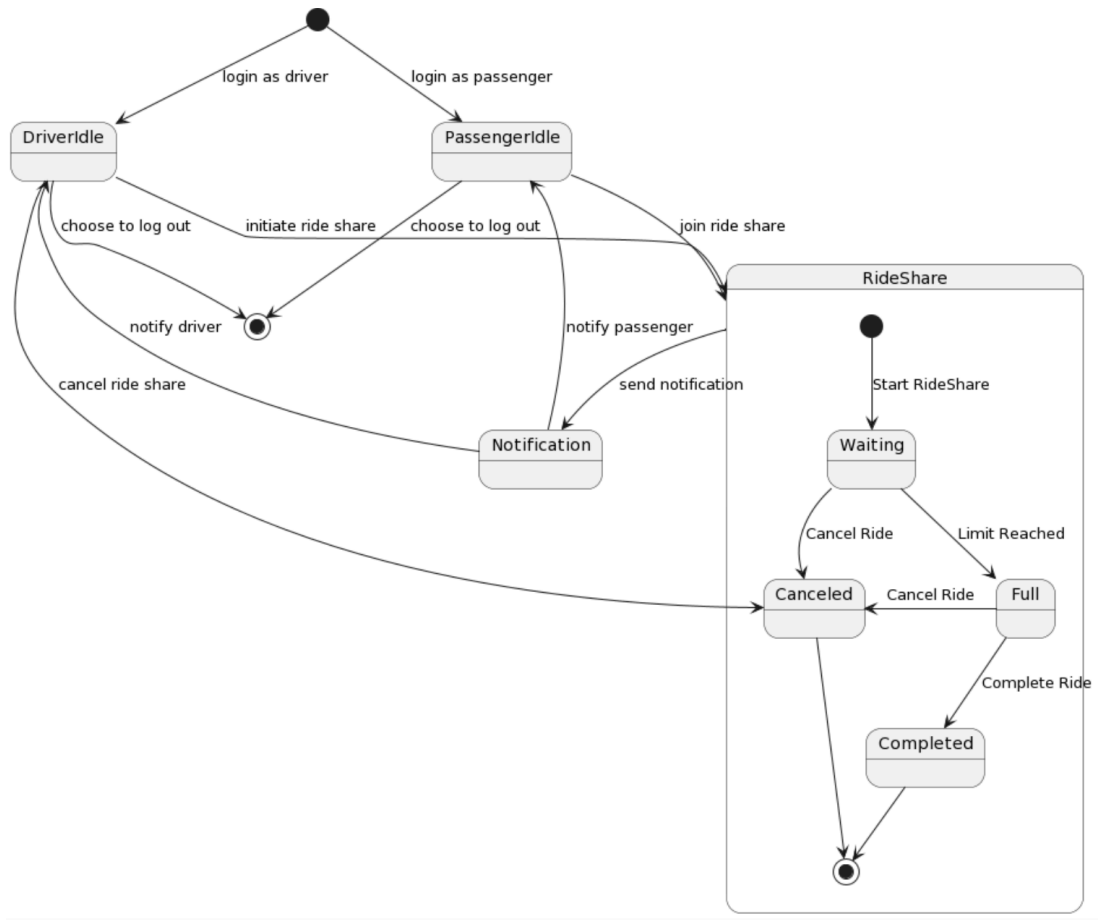 login as driver
login as passenger
DriverIdle
PassengerIdle
choose to log out
initiate ride share
choose to log out
join ride share
RideShare
notify driver
notify passenger
cancel ride share
send notification
Start RideShare
Notification
Waiting
Cancel Ride
Limit Reached
Canceled
Cancel Ride
Full
Complete Ride
Completed